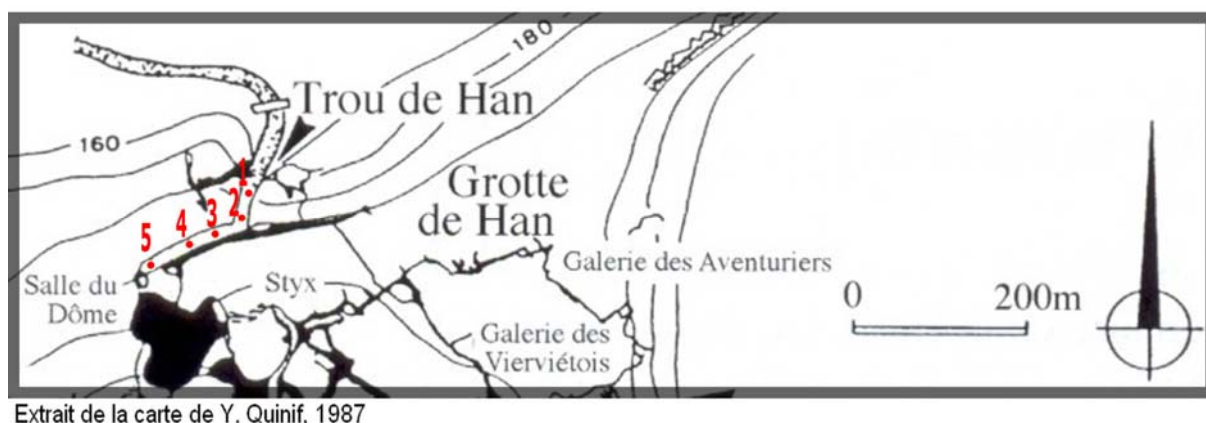 180
Trou de Han
160
1
2
3
4
5
Grotte
de Han
Salle du
Dôme
Styx
Galerie des Aventuriers
Galerie des
Vierviétois
0 200m
Extrait de la carte de Y. Quinif, 1987